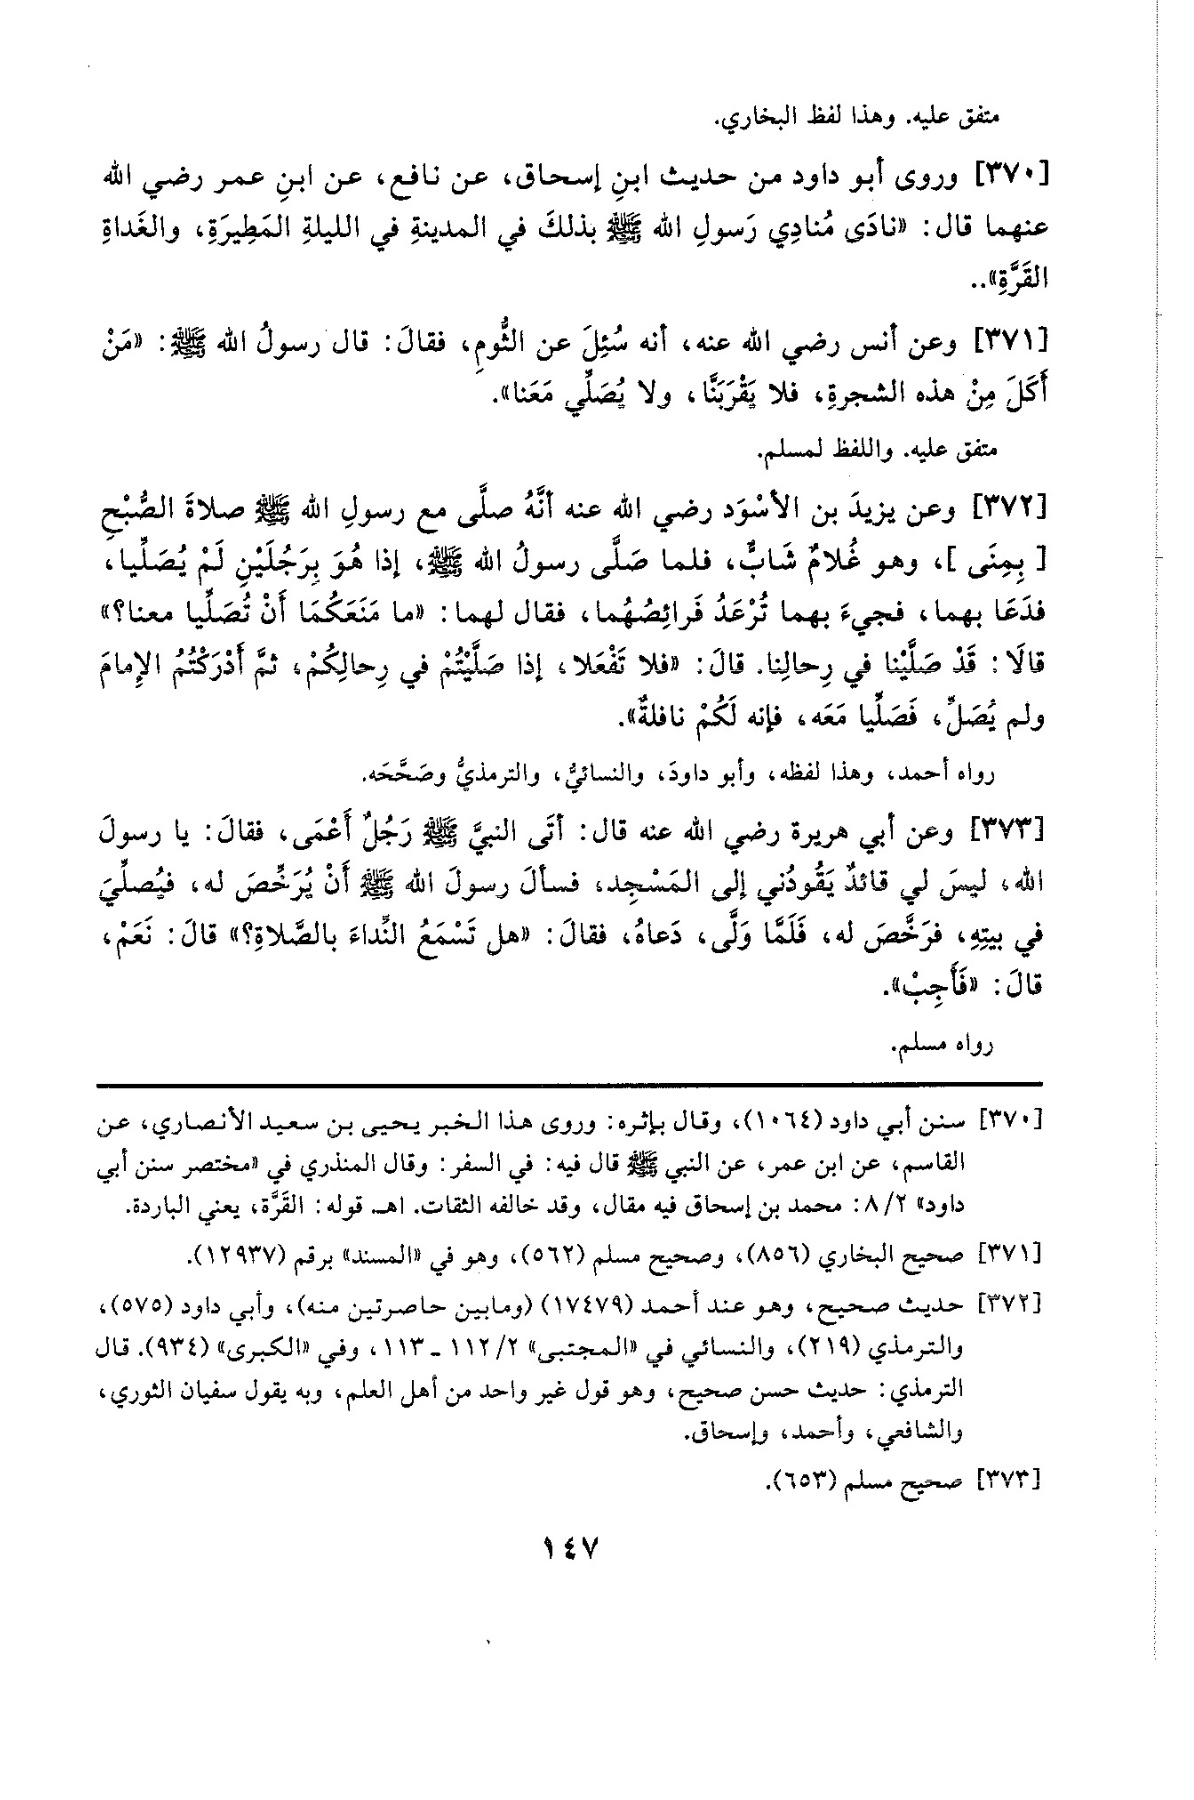 متفق عليه. وهذا لفظ البخاري.
[٣٧٠] وروى أبو داود من حديث ابنِ إسحاق، عن نافع، عن ابنِ عمر رضي الله
عنهما قال: «نادَى مُنادِي رَسولِ الله ﷺ بذلكَ في المدينةِ في الليلةِ المَطِيرَةِ، والغَداةِ
القَرَّةِ»..
[٣٧١] وعن أنس رضي الله عنه، أنه سُئِلَ عن الثُّومِ، فقالَ: قال رسولُ الله ﷺ: «مَنْ
أَكَلَ مِنْ هذه الشجرةِ، فلا يَقْرَبَنَّا، ولا يُصَلِّي مَعَنا».
متفق عليه. واللفظ لمسلم.
[٣٧٢] وعن يزيدَ بن الأسْوَد رضي الله عنه أنَّهُ صلَّى مع رسولِ الله ﷺ صلاةَ الصُّبْحِ
[ بِمِنَى ]، وهو غُلامٌ شَابٌّ، فلما صَلَّى رسولُ الله ﷺ، إذا هُوَ بِرَجُلَيْنِ لَمْ يُصَلِّيا،
فدَعَا بهما، فجيءَ بهما تُرْعَدُ فَرائِصُهُما، فقال لهما: «ما مَنَعَكُمَا أَنْ تُصَلِّيا معنا؟»
قالَا: قَدْ صَلَّيْنا في رِحالِنا. قالَ: «فلا تَفْعَلا، إذا صَلَّيْتُمْ في رِحالِكُمْ، ثمَّ أدْرَكْتُمُ الإِمامَ
ولم يُصَلِّ، فَصَلِّيا مَعَه، فإنه لَكُمْ نافلةٌ».
رواه أحمد، وهذا لفظه، وأبو داودَ، والنسائيُّ، والترمذيُّ وصَحَّحَه.
[٣٧٣] وعن أبي هريرة رضي الله عنه قال: أتَى النبيَّ ﷺ رَجُلٌ أَعْمَى، فقالَ: يا رسولَ
الله، ليسَ لي قائدٌ يَقُودُني إلى المَسْجِد، فسألَ رسولَ الله ﷺ أَنْ يُرَخِّصَ له، فيُصلِّيَ
في بيتِهِ، فرَخَّصَ له، فَلَمَّا وَلَّى، دَعاهُ، فقالَ: «هل تَسْمَعُ النِّداءَ بالصَّلاةِ؟» قالَ: نَعَمْ،
قالَ: «فَأَجِبْ».
رواه مسلم.
[٣٧٠] سنن أبي داود (١٠٦٤)، وقال بإثره: وروى هذا الخبر يحيى بن سعيد الأنصاري، عن
القاسم، عن ابن عمر، عن النبي ﷺ قال فيه: في السفر: وقال المنذري في «مختصر سنن أبي
داود» ٨/٢: محمد بن إسحاق فيه مقال، وقد خالفه الثقات. اهـ. قوله: القَرَّة، يعني الباردة.
[٣٧١] صحيح البخاري (٨٥٦)، وصحيح مسلم (٥٦٢)، وهو في «المسند» برقم (١٢٩٣٧).
[٣٧٢] حديث صحيح، وهو عند أحمد (١٧٤٧٩) (ومابين حاصرتين منه)، وأبي داود (٥٧٥)،
والترمذي (٢١٩)، والنسائي في «المجتبى» ١١٢/٢ ـ ١١٣، وفي «الكبرى» (٩٣٤). قال
الترمذي: حديث حسن صحيح، وهو قول غير واحد من أهل العلم، وبه يقول سفيان الثوري،
والشافعي، وأحمد، وإسحاق.
[٣٧٣] صحيح مسلم (٦٥٣).
١٤٧